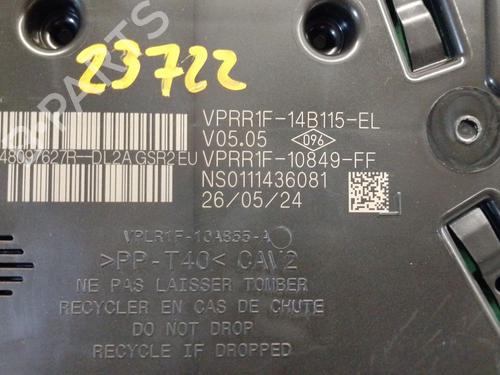 23722
VPRR1F-14B115-EL
V05.05 096
48097627R-DL2AGSR2EU VPRR1F-10849-FF
NS0111436081
26/05/24
VPLR1F-10A855-A
>PP-T40< CAV2
NE PAS LAISSER TOMBER
RECYCLER EN CAS DE CHUTE
DO NOT DROP
RECYCLE IF DROPPED